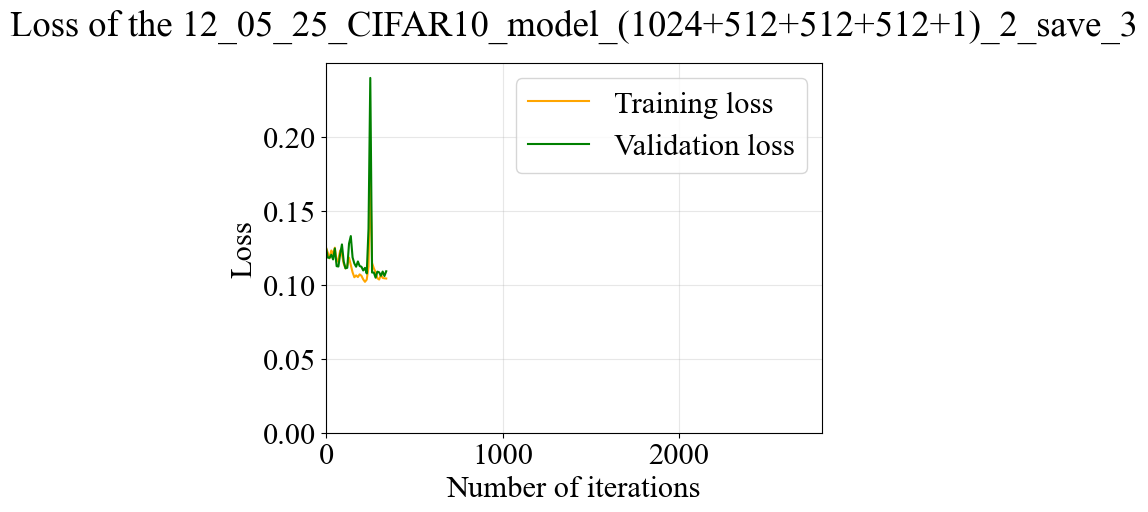 Loss of the 12_05_25_CIFAR10_model_(1024+512+512+512+1)_2_save_3
Training loss
Validation loss
0.20
0.15
0.10
0.05
0.00
Loss
0 1000 2000
Number of iterations